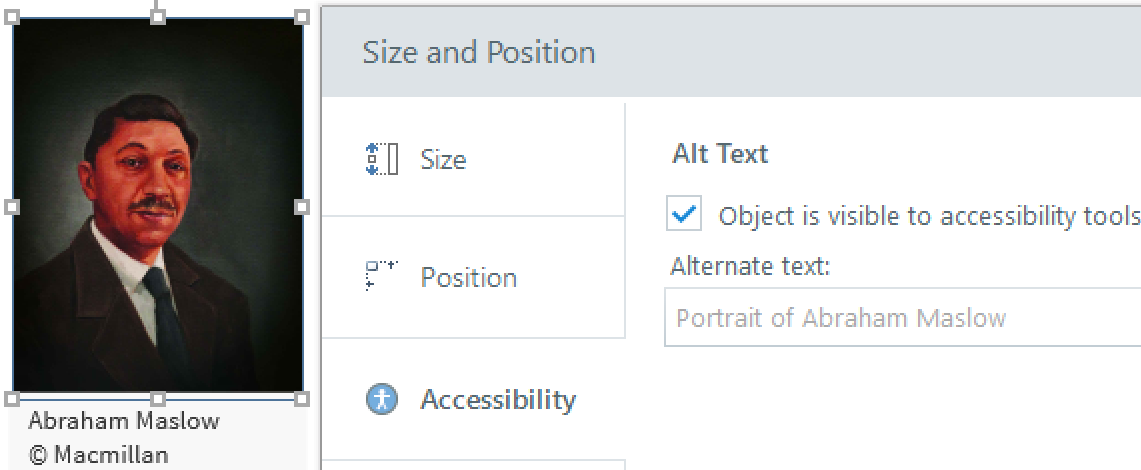 Size and Position
Size
Position
Accessibility
Alt Text
Object is visible to accessibility tools
Alternate text:
Portrait of Abraham Maslow
Abraham Maslow
© Macmillan